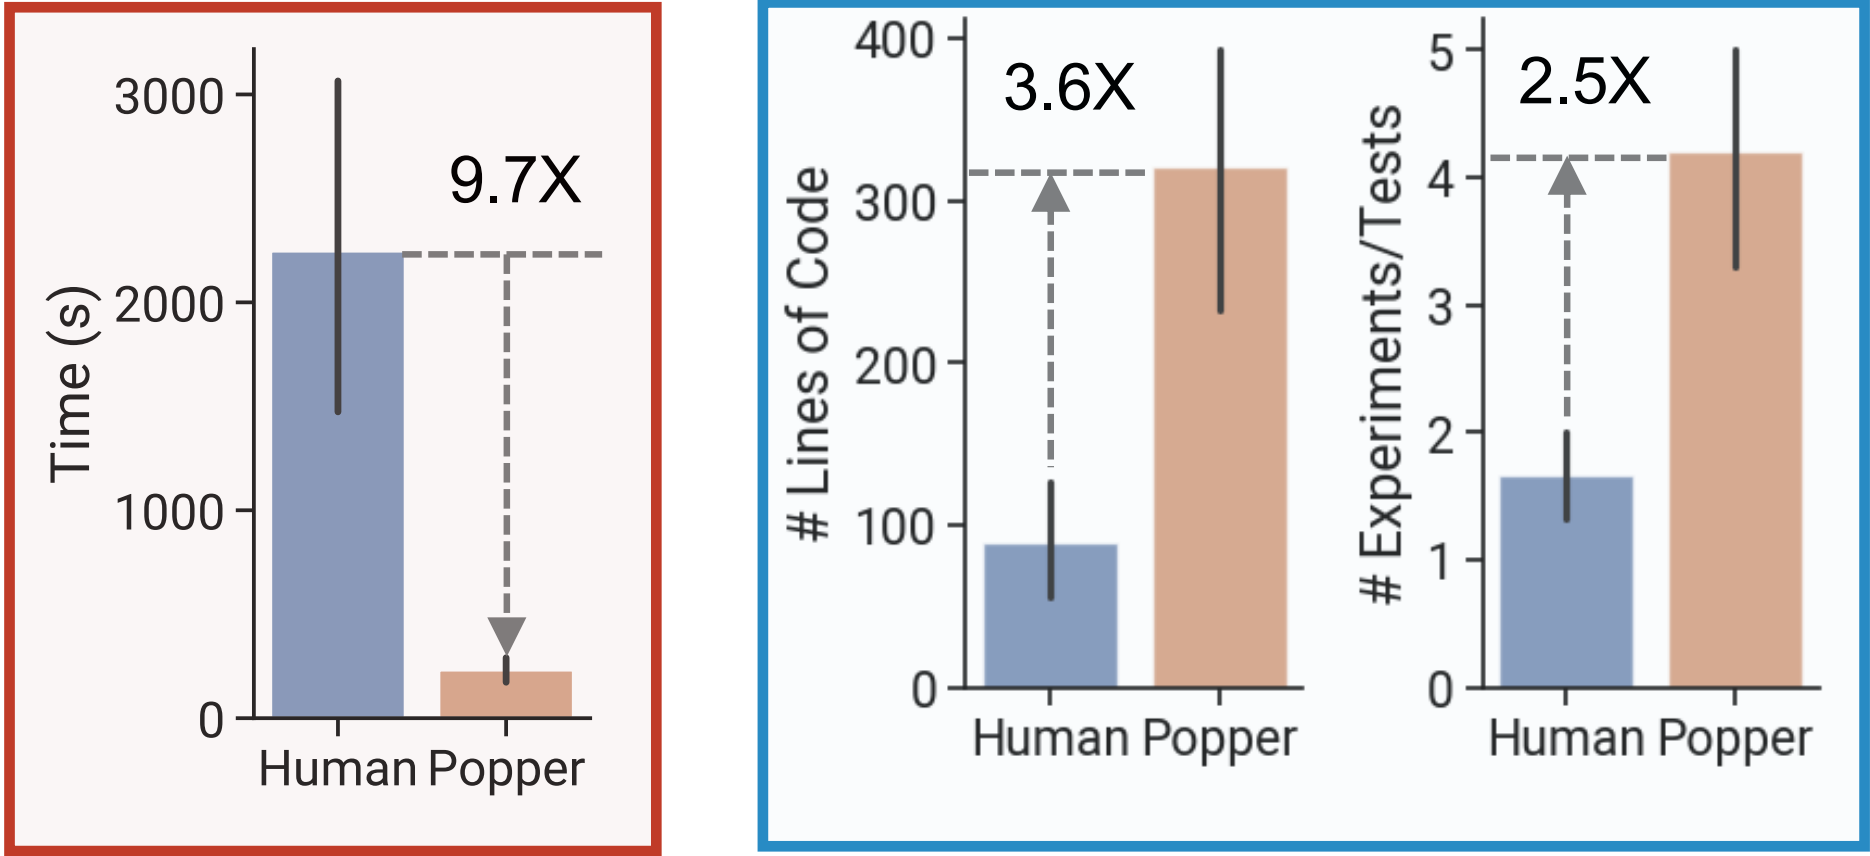 Time (s)
3000
2000
1000
0
9.7X
Human Popper
# Lines of Code
400
300
200
100
0
3.6X
Human Popper
# Experiments/Tests
5
4
3
2
1
0
2.5X
Human Popper